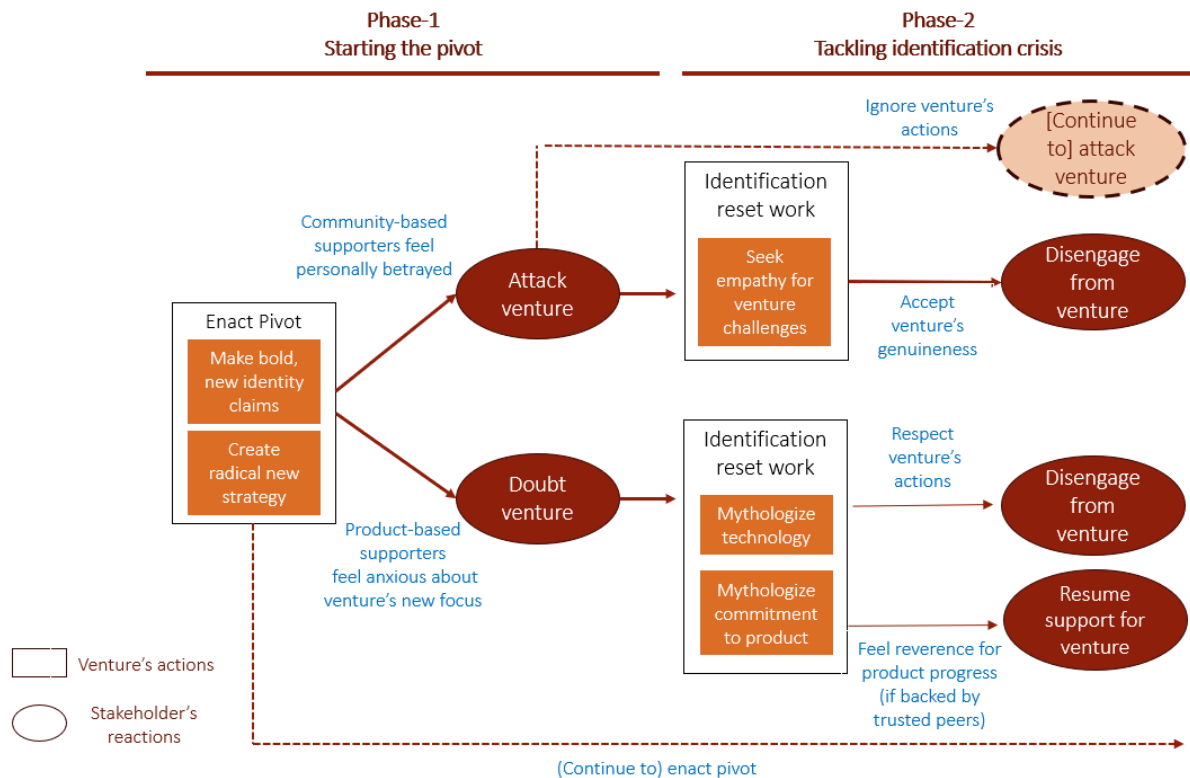 Phase-1
Starting the pivot
Phase-2
Tackling identification crisis
Ignore venture's
actions
[Continue
to] attack
venture
Community-based
supporters feel
personally betrayed
Attack
venture
Identification
reset work
Seek
empathy for
venture
challenges
Accept
venture's
genuineness
Disengage
from
venture
Enact Pivot
Make bold,
new identity
claims
Create
radical new
strategy
Product-based
supporters
feel anxious about
venture's new focus
Doubt
venture
Identification
reset work
Mythologize
technology
Mythologize
commitment
to product
Respect
venture's
actions
Disengage
from
venture
Resume
support for
venture
Feel reverence for
product progress
(if backed by
trusted peers)
Venture's actions
Stakeholder's
reactions
(Continue to) enact pivot